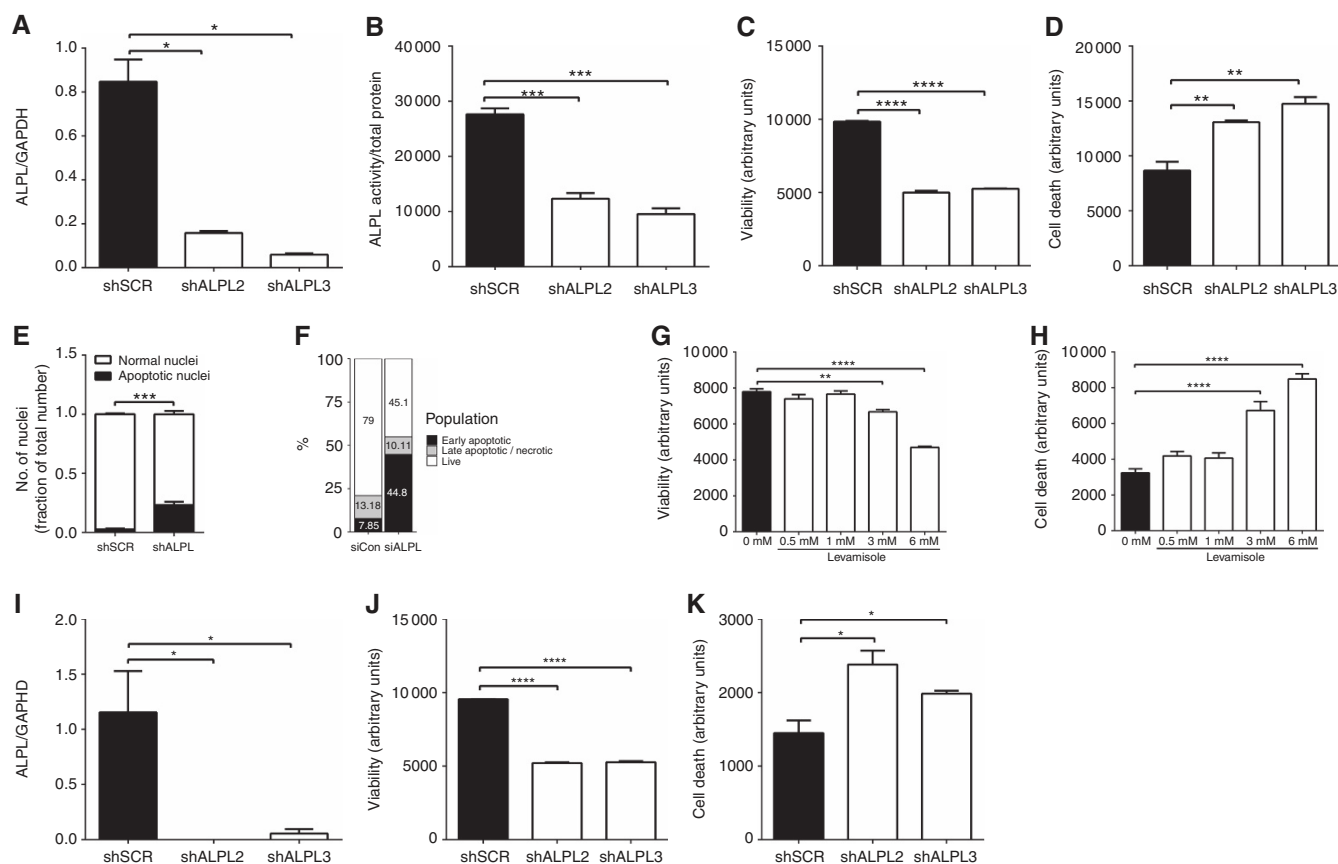 A
1.0
0.8
0.6
0.4
0.2
0.0
ALPL/GAPDH
*
*
shSCR shALPL2 shALPL3
B
40 000
30 000
20 000
10 000
0
ALPL activity/total protein
***
***
shSCR shALPL2 shALPL3
C
15 000
10 000
5000
0
Viability (arbitrary units)
****
****
shSCR shALPL2 shALPL3
D
20 000
15 000
10 000
5000
0
Cell death (arbitrary units)
**
**
shSCR shALPL2 shALPL3
E
1.5
1.0
0.5
0.0
No. of nuclei
(fraction of total number)
Normal nuclei
Apoptotic nuclei
***
shSCR shALPL
F
100
75
50
25
0
%
79
13.18
7.85
45.1
10.11
44.8
siCon siALPL
Population
Early apoptotic
Late apoptotic / necrotic
Live
G
10 000
8000
6000
4000
2000
0
Viability (arbitrary units)
****
**
0 mM 0.5 mM 1 mM 3 mM 6 mM
Levamisole
H
10 000
8000
6000
4000
2000
0
Cell death (arbitrary units)
****
****
0 mM 0.5 mM 1 mM 3 mM 6 mM
Levamisole
I
2.0
1.5
1.0
0.5
0.0
ALPL/GAPHD
*
*
shSCR shALPL2 shALPL3
J
15 000
10 000
5000
0
Viability (arbitrary units)
****
****
shSCR shALPL2 shALPL3
K
3000
2000
1000
0
Cell death (arbitrary units)
*
*
shSCR shALPL2 shALPL3